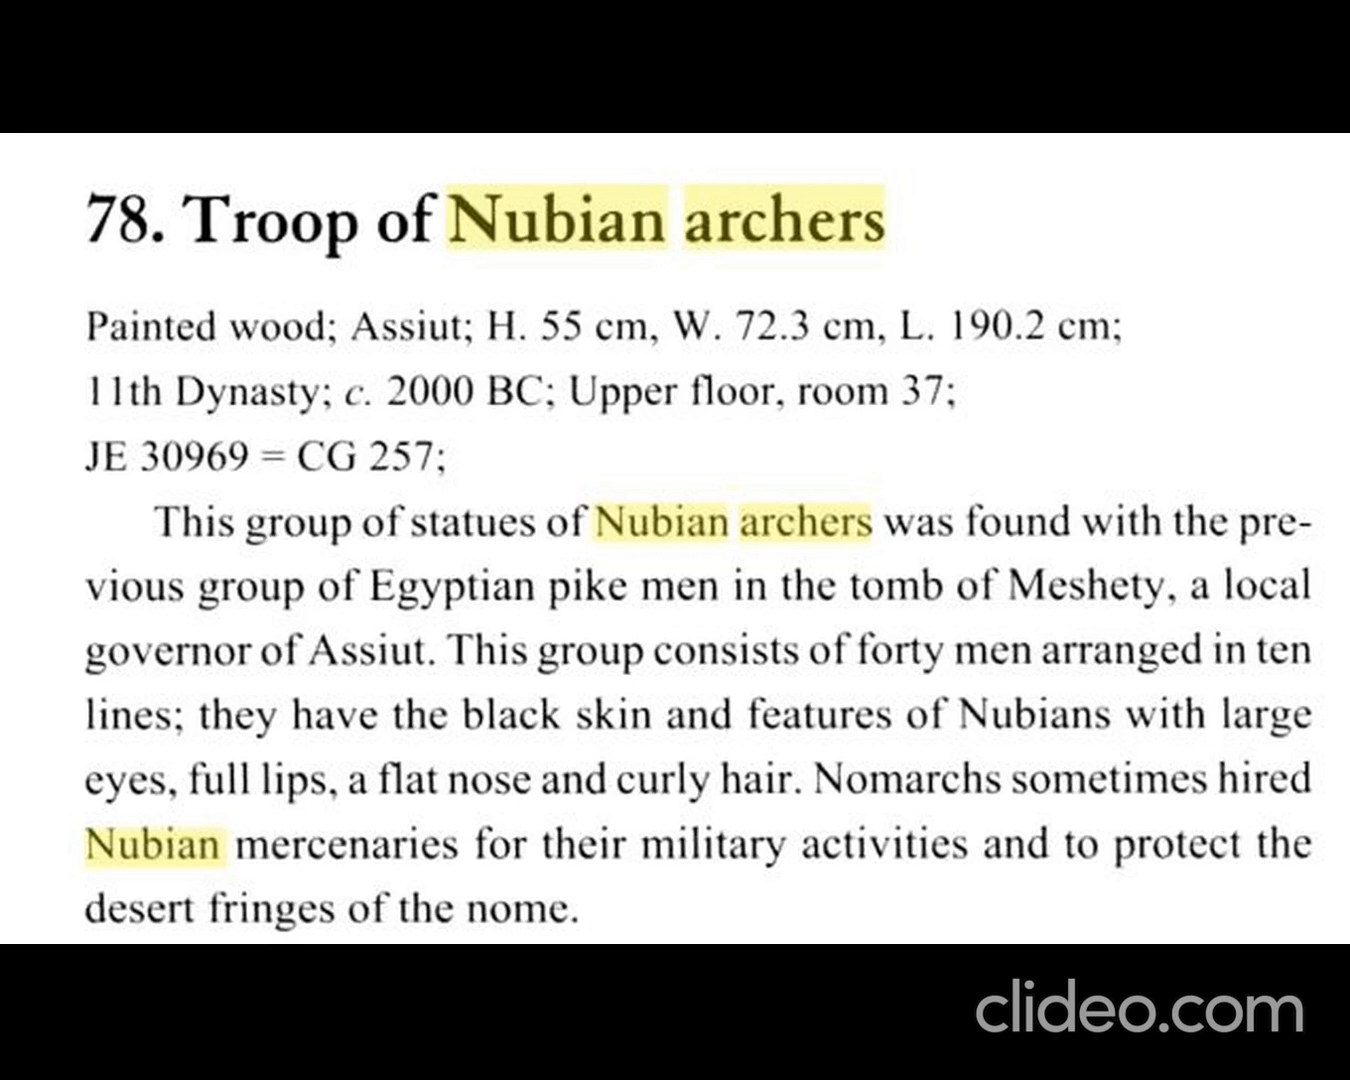 78. Troop of Nubian archers
Painted wood; Assiut; H. 55 cm, W. 72.3 cm, L. 190.2 cm;
11th Dynasty; c. 2000 BC; Upper floor, room 37;
JE 30969 = CG 257;
This group of statues of Nubian archers was found with the pre-
vious group of Egyptian pike men in the tomb of Meshety, a local
governor of Assiut. This group consists of forty men arranged in ten
lines; they have the black skin and features of Nubians with large
eyes, full lips, a flat nose and curly hair. Nomarchs sometimes hired
Nubian mercenaries for their military activities and to protect the
desert fringes of the nome.
clideo.com